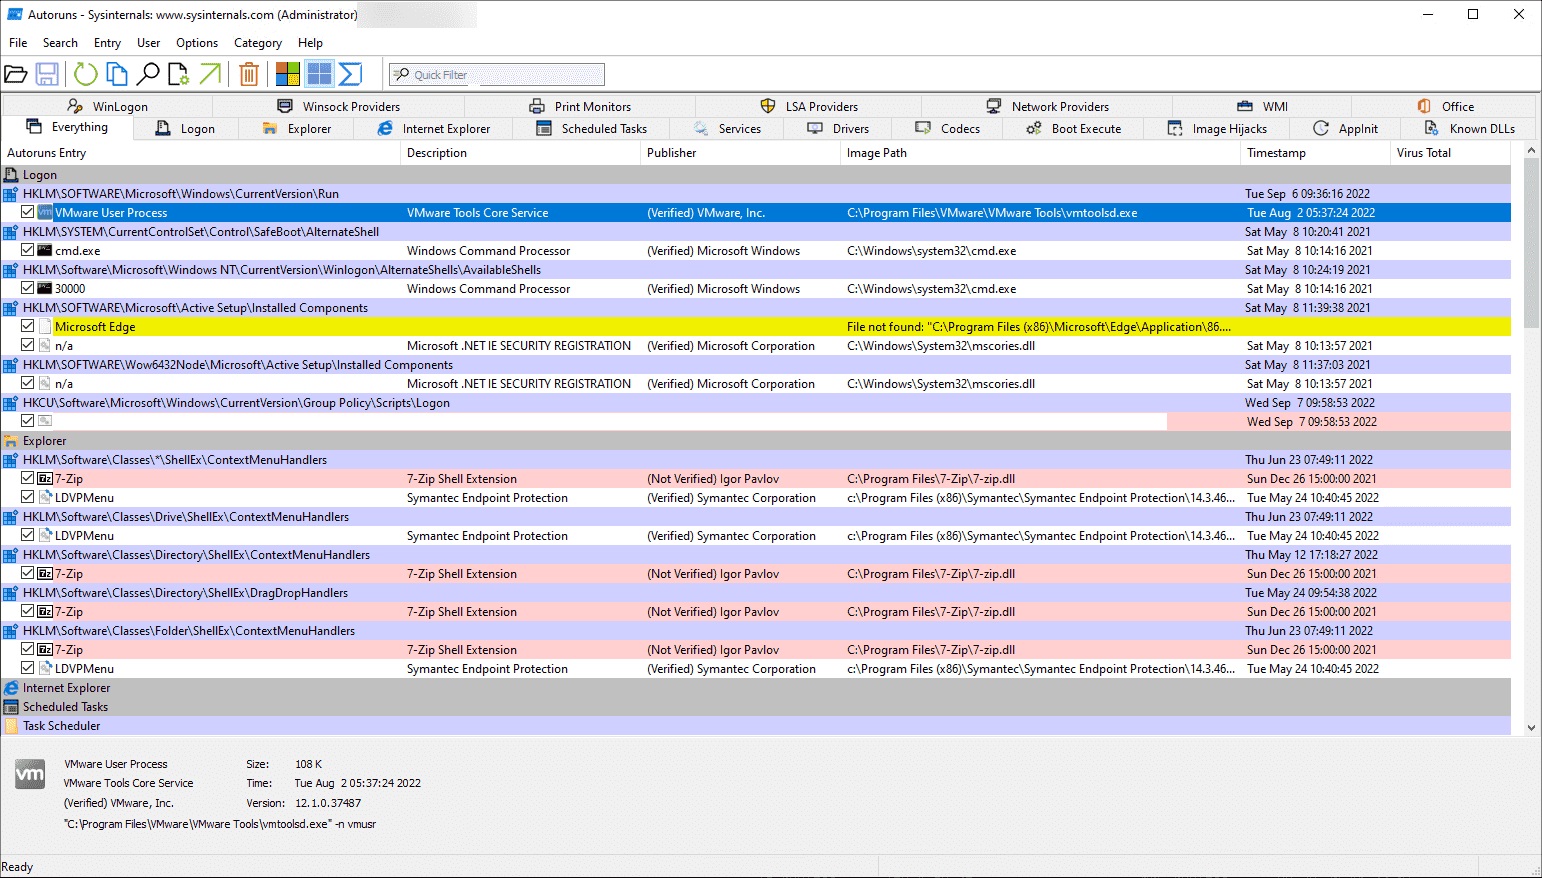 Autoruns - Sysinternals: www.sysinternals.com (Administrator)
File Search Entry User Options Category Help
Quick Filter
WinLogon Winsock Providers Print Monitors LSA Providers Network Providers WMI Office
Everything Logon Explorer Internet Explorer Scheduled Tasks Services Drivers Codecs Boot Execute Image Hijacks AppInit Known DLLs
Autoruns Entry Description Publisher Image Path Timestamp Virus Total
Logon
HKLM\SOFTWARE\Microsoft\Windows\CurrentVersion\Run Tue Sep 6 09:36:16 2022
vm VMware User Process VMware Tools Core Service (Verified) VMware, Inc. C:\Program Files\VMware\VMware Tools\vmtoolsd.exe Tue Aug 2 05:37:24 2022
HKLM\SYSTEM\CurrentControlSet\Control\SafeBoot\AlternateShell Sat May 8 10:20:41 2021
cmd.exe Windows Command Processor (Verified) Microsoft Windows C:\Windows\system32\cmd.exe Sat May 8 10:14:16 2021
HKLM\Software\Microsoft\Windows NT\CurrentVersion\Winlogon\AlternateShells\AvailableShells Sat May 8 10:24:19 2021
30000 Windows Command Processor (Verified) Microsoft Windows C:\Windows\system32\cmd.exe Sat May 8 10:14:16 2021
HKLM\SOFTWARE\Microsoft\Active Setup\Installed Components Sat May 8 11:39:38 2021
Microsoft Edge File not found: "C:\Program Files (x86)\Microsoft\Edge\Application\86....
n/a Microsoft .NET IE SECURITY REGISTRATION (Verified) Microsoft Corporation C:\Windows\System32\mscories.dll Sat May 8 10:13:57 2021
HKLM\SOFTWARE\Wow6432Node\Microsoft\Active Setup\Installed Components Sat May 8 11:37:03 2021
n/a Microsoft .NET IE SECURITY REGISTRATION (Verified) Microsoft Corporation C:\Windows\System32\mscories.dll Sat May 8 10:13:57 2021
HKCU\Software\Microsoft\Windows\CurrentVersion\Group Policy\Scripts\Logon Wed Sep 7 09:58:53 2022
Wed Sep 7 09:58:53 2022
Explorer
HKLM\Software\Classes\*\ShellEx\ContextMenuHandlers Thu Jun 23 07:49:11 2022
7z 7-Zip 7-Zip Shell Extension (Not Verified) Igor Pavlov C:\Program Files\7-Zip\7-zip.dll Sun Dec 26 15:00:00 2021
LDVPMenu Symantec Endpoint Protection (Verified) Symantec Corporation c:\Program Files (x86)\Symantec\Symantec Endpoint Protection\14.3.46... Tue May 24 10:40:45 2022
HKLM\Software\Classes\Drive\ShellEx\ContextMenuHandlers Thu Jun 23 07:49:11 2022
LDVPMenu Symantec Endpoint Protection (Verified) Symantec Corporation c:\Program Files (x86)\Symantec\Symantec Endpoint Protection\14.3.46... Tue May 24 10:40:45 2022
HKLM\Software\Classes\Directory\ShellEx\ContextMenuHandlers Thu May 12 17:18:27 2022
7z 7-Zip 7-Zip Shell Extension (Not Verified) Igor Pavlov C:\Program Files\7-Zip\7-zip.dll Sun Dec 26 15:00:00 2021
HKLM\Software\Classes\Directory\ShellEx\DragDropHandlers Tue May 24 09:54:38 2022
7z 7-Zip 7-Zip Shell Extension (Not Verified) Igor Pavlov C:\Program Files\7-Zip\7-zip.dll Sun Dec 26 15:00:00 2021
HKLM\Software\Classes\Folder\ShellEx\ContextMenuHandlers Thu Jun 23 07:49:11 2022
7z 7-Zip 7-Zip Shell Extension (Not Verified) Igor Pavlov C:\Program Files\7-Zip\7-zip.dll Sun Dec 26 15:00:00 2021
LDVPMenu Symantec Endpoint Protection (Verified) Symantec Corporation c:\Program Files (x86)\Symantec\Symantec Endpoint Protection\14.3.46... Tue May 24 10:40:45 2022
Internet Explorer
Scheduled Tasks
Task Scheduler
vm
VMware User Process Size: 108 K
VMware Tools Core Service Time: Tue Aug 2 05:37:24 2022
(Verified) VMware, Inc. Version: 12.1.0.37487
"C:\Program Files\VMware\VMware Tools\vmtoolsd.exe" -n vmusr
Ready